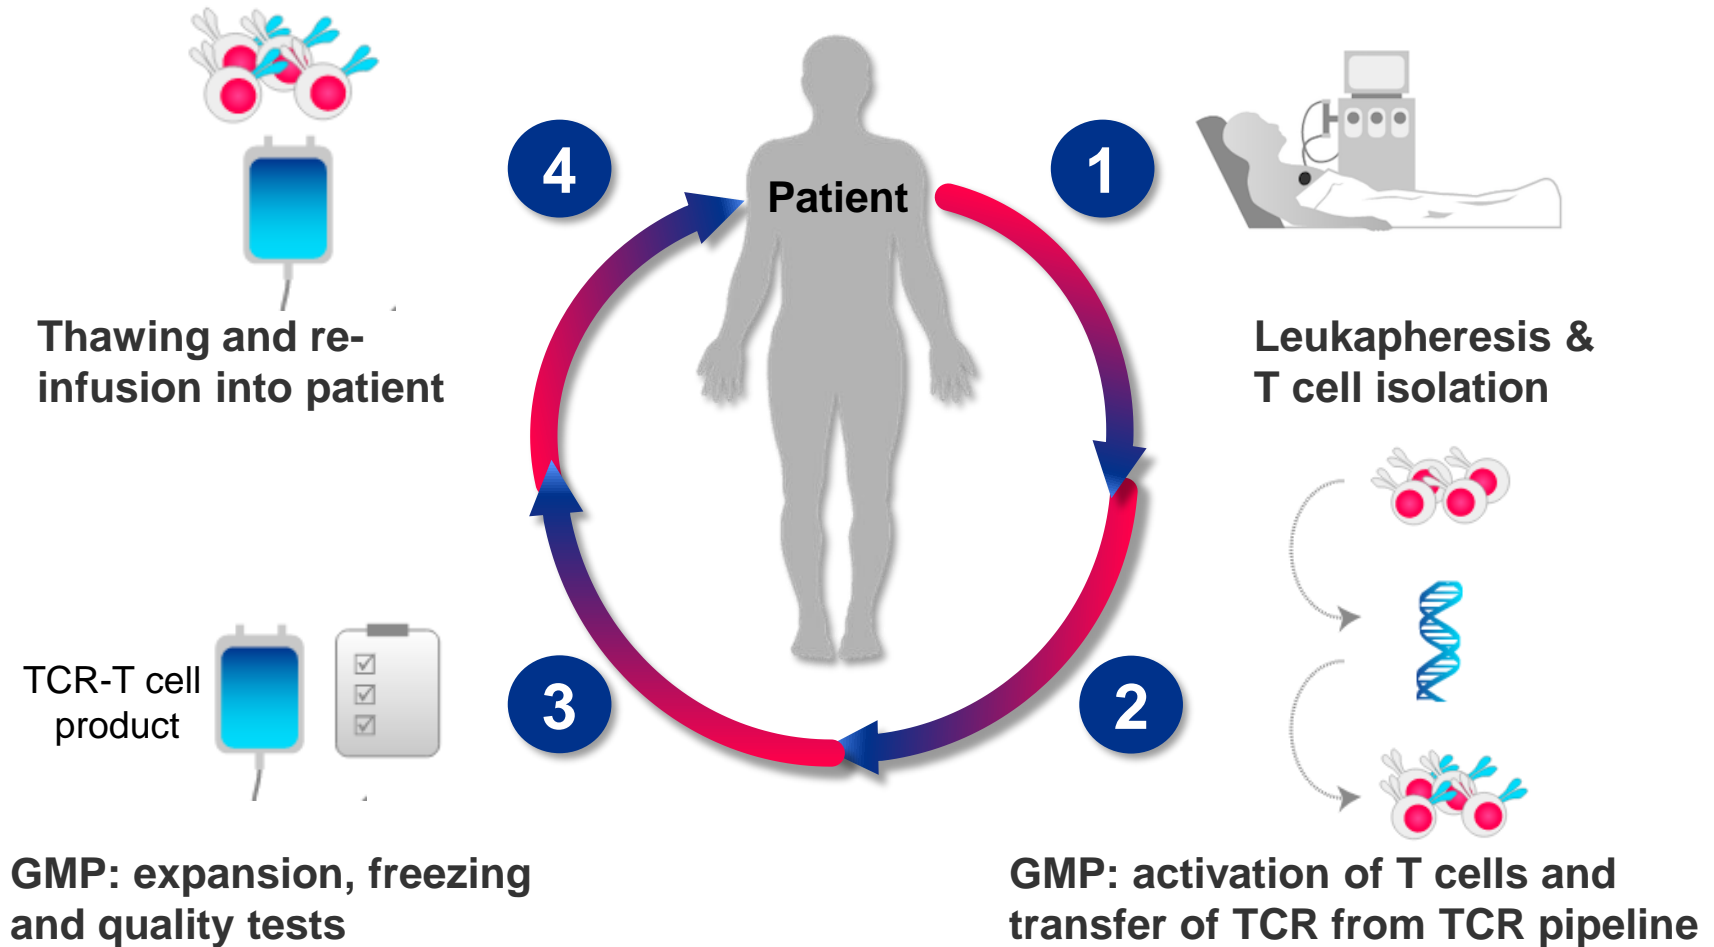 Patient
1
Leukapheresis &
T cell isolation
2
GMP: activation of T cells and
transfer of TCR from TCR pipeline
3
TCR-T cell
product
GMP: expansion, freezing
and quality tests
4
Thawing and re-
infusion into patient